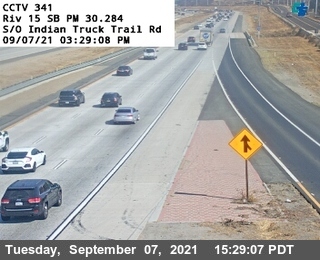 CCTV 341
Riv 15 SB PM 30.284
S/O Indian Truck Trail Rd
09/07/21 03:29:08 PM
Tuesday, September 07, 2021 15:29:07 PDT